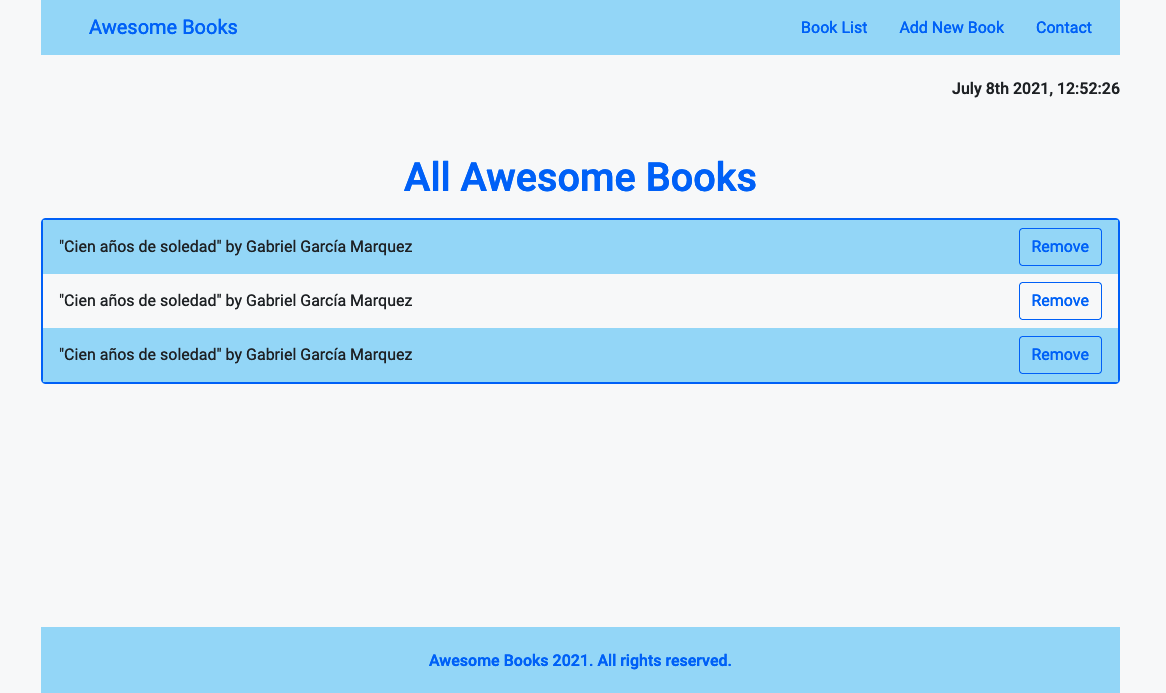 Awesome Books
Book List Add New Book Contact
July 8th 2021, 12:52:26
All Awesome Books
"Cien años de soledad" by Gabriel García Marquez Remove
"Cien años de soledad" by Gabriel García Marquez Remove
"Cien años de soledad" by Gabriel García Marquez Remove
Awesome Books 2021. All rights reserved.